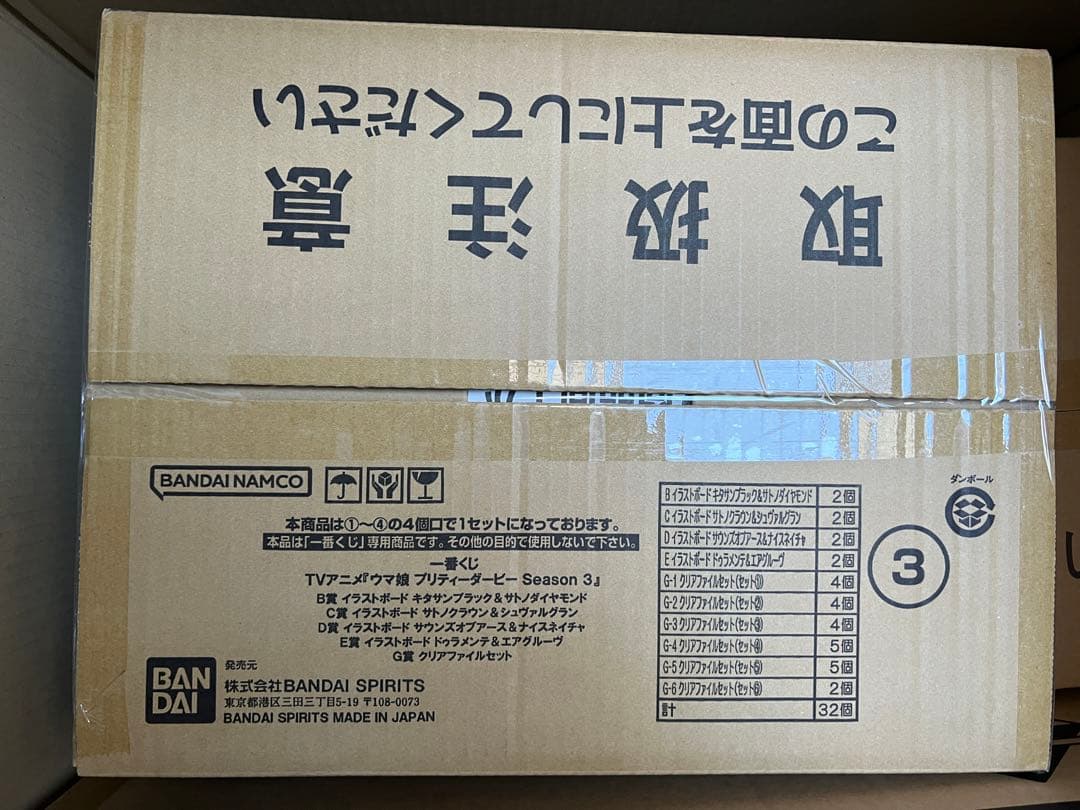 この面を上にしてください
取扱注意
BANDAI NAMCO
本商品は①〜④の4個口で1セットになっております。
本品は「一番くじ」専用商品です。その他の目的で使用しないで下さい。
一番くじ
TVアニメ『ウマ娘 プリティーダービー Season 3』
B賞 イラストボード キタサンブラック&サトノダイヤモンド
C賞 イラストボード サトノクラウン&シュヴァルグラン
D賞 イラストボード サウンズオブアース&ナイスネイチャ
E賞 イラストボード ドゥラメンテ&エアグルーヴ
G賞 クリアファイルセット
BANDAI
発売元
株式会社BANDAI SPIRITS
東京都港区三田三丁目5-19 〒108-0073
BANDAI SPIRITS MADE IN JAPAN
B イラストボード キタサンブラック&サトノダイヤモンド 2個
C イラストボード サトノクラウン&シュヴァルグラン 2個
D イラストボード サウンズオブアース&ナイスネイチャ 2個
E イラストボード ドゥラメンテ&エアグルーヴ 2個
G-1 クリアファイルセット(セット①) 4個
G-2 クリアファイルセット(セット②) 4個
G-3 クリアファイルセット(セット③) 4個
G-4 クリアファイルセット(セット④) 5個
G-5 クリアファイルセット(セット⑤) 5個
G-6 クリアファイルセット(セット⑥) 2個
計 32個
3
ダンボール